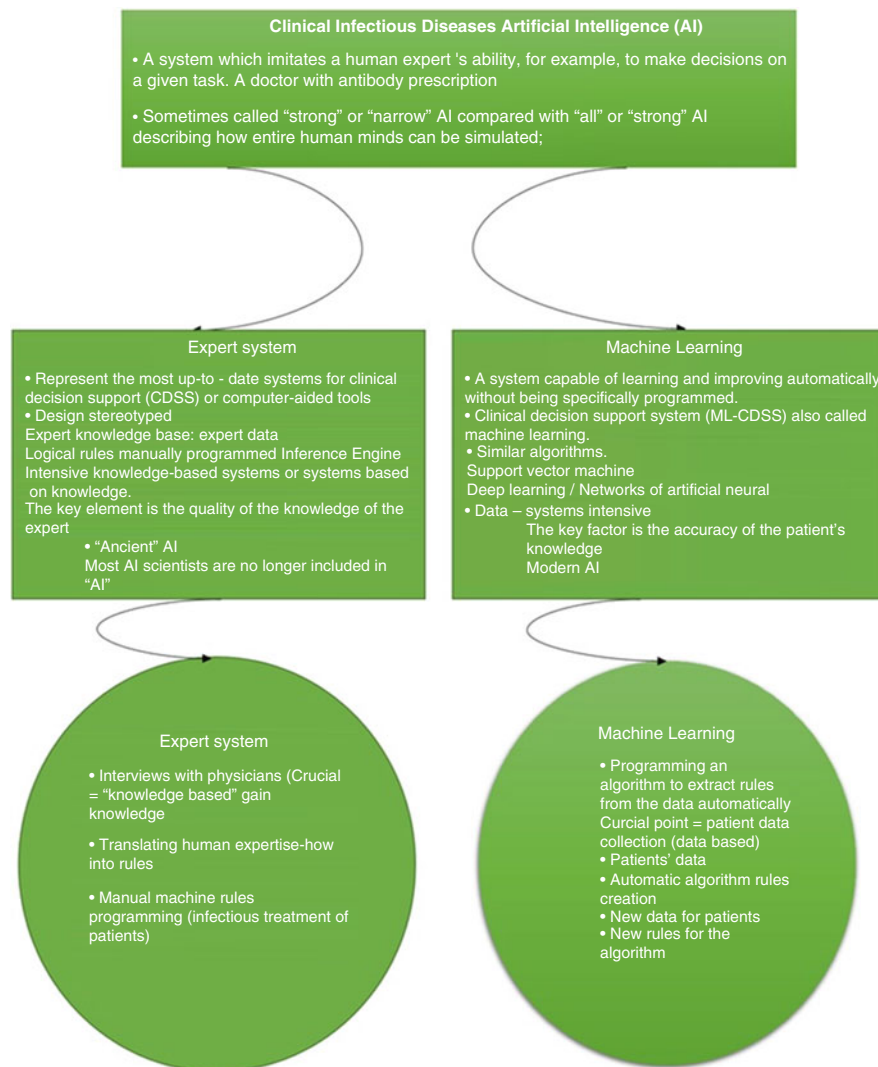 Clinical Infectious Diseases Artificial Intelligence (AI)
• A system which imitates a human expert 's ability, for example, to make decisions on
a given task. A doctor with antibody prescription
• Sometimes called “strong” or “narrow” AI compared with “all” or “strong” AI
describing how entire human minds can be simulated;
Expert system
• Represent the most up-to - date systems for clinical
decision support (CDSS) or computer-aided tools
• Design stereotyped
Expert knowledge base: expert data
Logical rules manually programmed Inference Engine
Intensive knowledge-based systems or systems based
on knowledge.
The key element is the quality of the knowledge of the
expert
• “Ancient” AI
Most AI scientists are no longer included in
“AI”
Machine Learning
• A system capable of learning and improving automatically
without being specifically programmed.
• Clinical decision support system (ML-CDSS) also called
machine learning.
• Similar algorithms.
Support vector machine
Deep learning / Networks of artificial neural
• Data – systems intensive
The key factor is the accuracy of the patient's
knowledge
Modern AI
Expert system
• Interviews with physicians (Crucial
= “knowledge based” gain
knowledge
• Translating human expertise-how
into rules
• Manual machine rules
programming (infectious treatment of
patients)
Machine Learning
• Programming an
algorithm to extract rules
from the data automatically
Curcial point = patient data
collection (data based)
• Patients' data
• Automatic algorithm rules
creation
• New data for patients
• New rules for the
algorithm